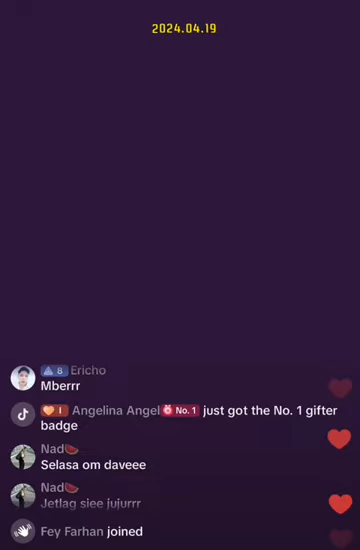 2024.04.19
8 Ericho
Mberrr
I Angelina Angel No. 1 just got the No. 1 gifter
badge
Nad🍉
Selasa om daveee
Nad🍉
Jetlag siee jujurrr
Fey Farhan joined